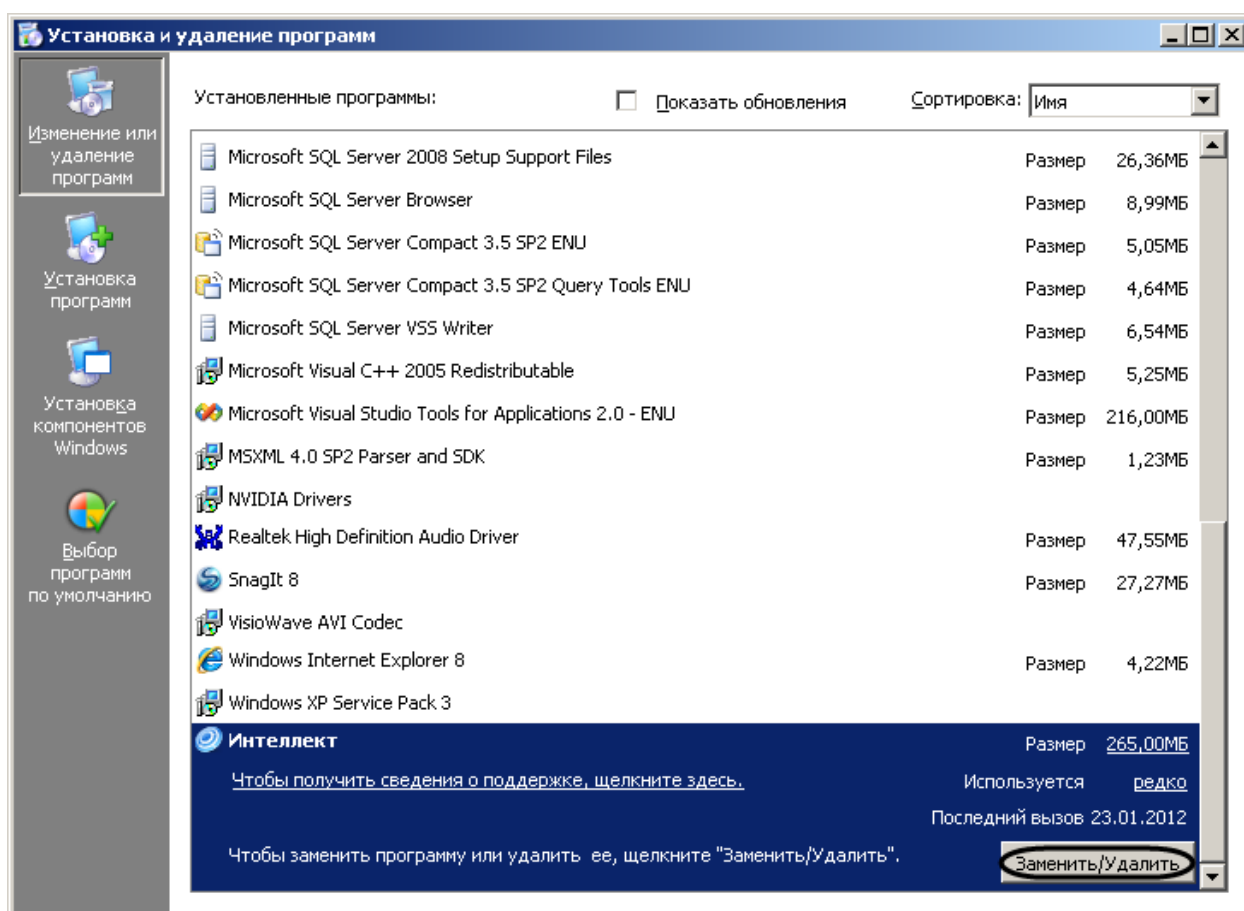 Установка и удаление программ
Изменение или
удаление
программ
Установка
программ
Установка
компонентов
Windows
Выбор
программ
по умолчанию
Установленные программы:
Показать обновления
Сортировка: Имя
Microsoft SQL Server 2008 Setup Support Files Размер 26,36МБ
Microsoft SQL Server Browser Размер 8,99МБ
Microsoft SQL Server Compact 3.5 SP2 ENU Размер 5,05МБ
Microsoft SQL Server Compact 3.5 SP2 Query Tools ENU Размер 4,64МБ
Microsoft SQL Server VSS Writer Размер 6,54МБ
Microsoft Visual C++ 2005 Redistributable Размер 5,25МБ
Microsoft Visual Studio Tools for Applications 2.0 - ENU Размер 216,00МБ
MSXML 4.0 SP2 Parser and SDK Размер 1,23МБ
NVIDIA Drivers
Realtek High Definition Audio Driver Размер 47,55МБ
SnagIt 8 Размер 27,27МБ
VisioWave AVI Codec
Windows Internet Explorer 8 Размер 4,22МБ
Windows XP Service Pack 3
Интеллект Размер 265,00МБ
Чтобы получить сведения о поддержке, щелкните здесь. Используется редко
Последний вызов 23.01.2012
Чтобы заменить программу или удалить ее, щелкните "Заменить/Удалить". Заменить/Удалить